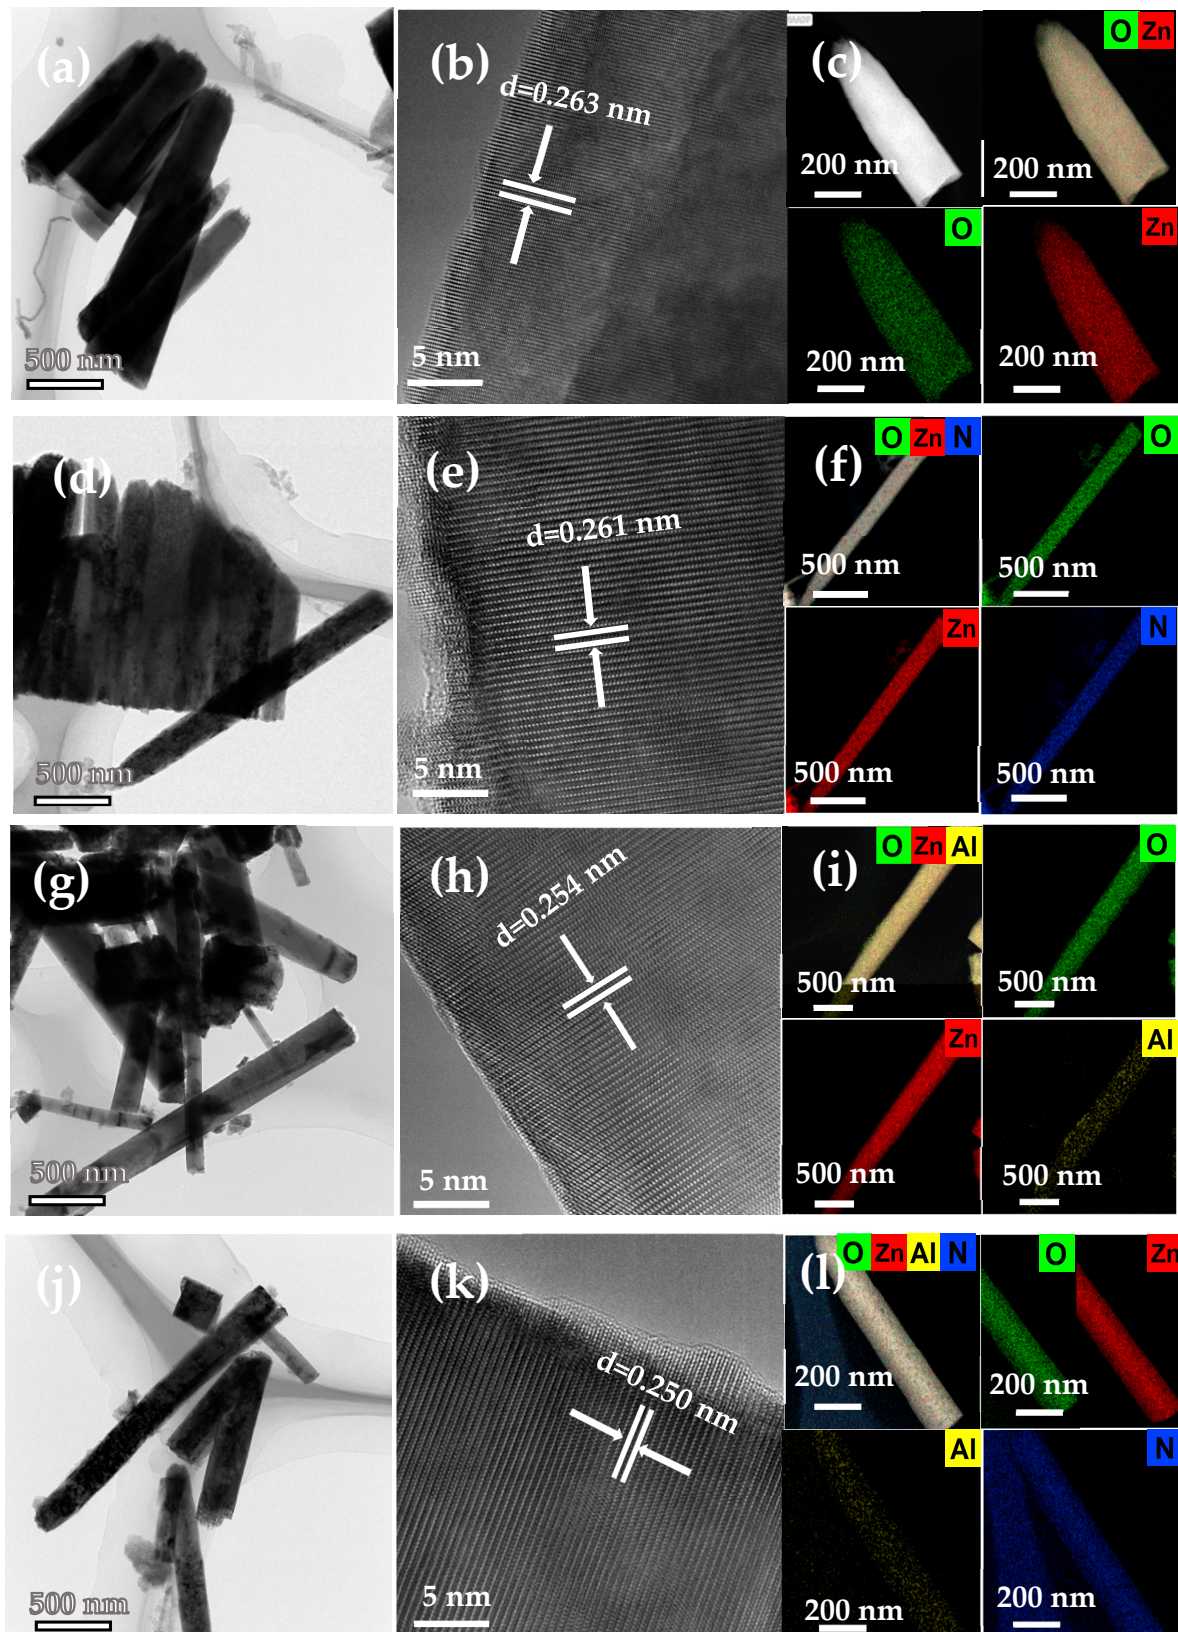 (a)
500 nm
(b)
d=0.263 nm
5 nm
HAADF
(c)
200 nm
O Zn
200 nm
O
200 nm
Zn
200 nm
(d)
500 nm
(e)
d=0.261 nm
5 nm
O Zn N
(f)
500 nm
O
500 nm
Zn
500 nm
N
500 nm
(g)
500 nm
(h)
d=0.254 nm
5 nm
O Zn Al
(i)
500 nm
O
500 nm
Zn
500 nm
Al
500 nm
(j)
500 nm
(k)
d=0.250 nm
5 nm
O Zn Al N
(l)
200 nm
O
200 nm
Zn
Al
200 nm
N
200 nm